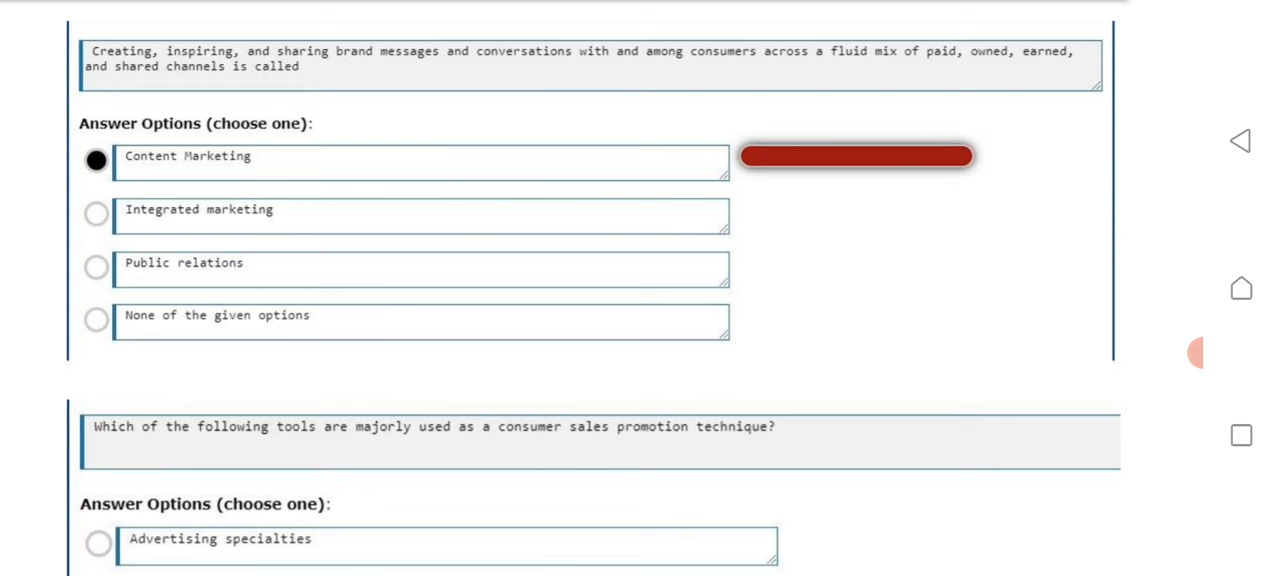 Creating, inspiring, and sharing brand messages and conversations with and among consumers across a fluid mix of paid, owned, earned,
and shared channels is called
Answer Options (choose one):
Content Marketing
Integrated marketing
Public relations
None of the given options
Which of the following tools are majorly used as a consumer sales promotion technique?
Answer Options (choose one):
Advertising specialties